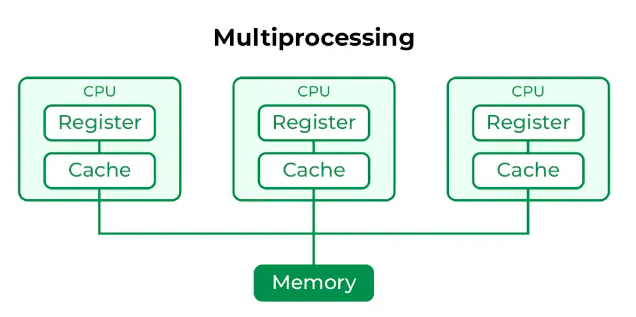 Multiprocessing
CPU CPU CPU
Register Register Register
Cache Cache Cache
Memory